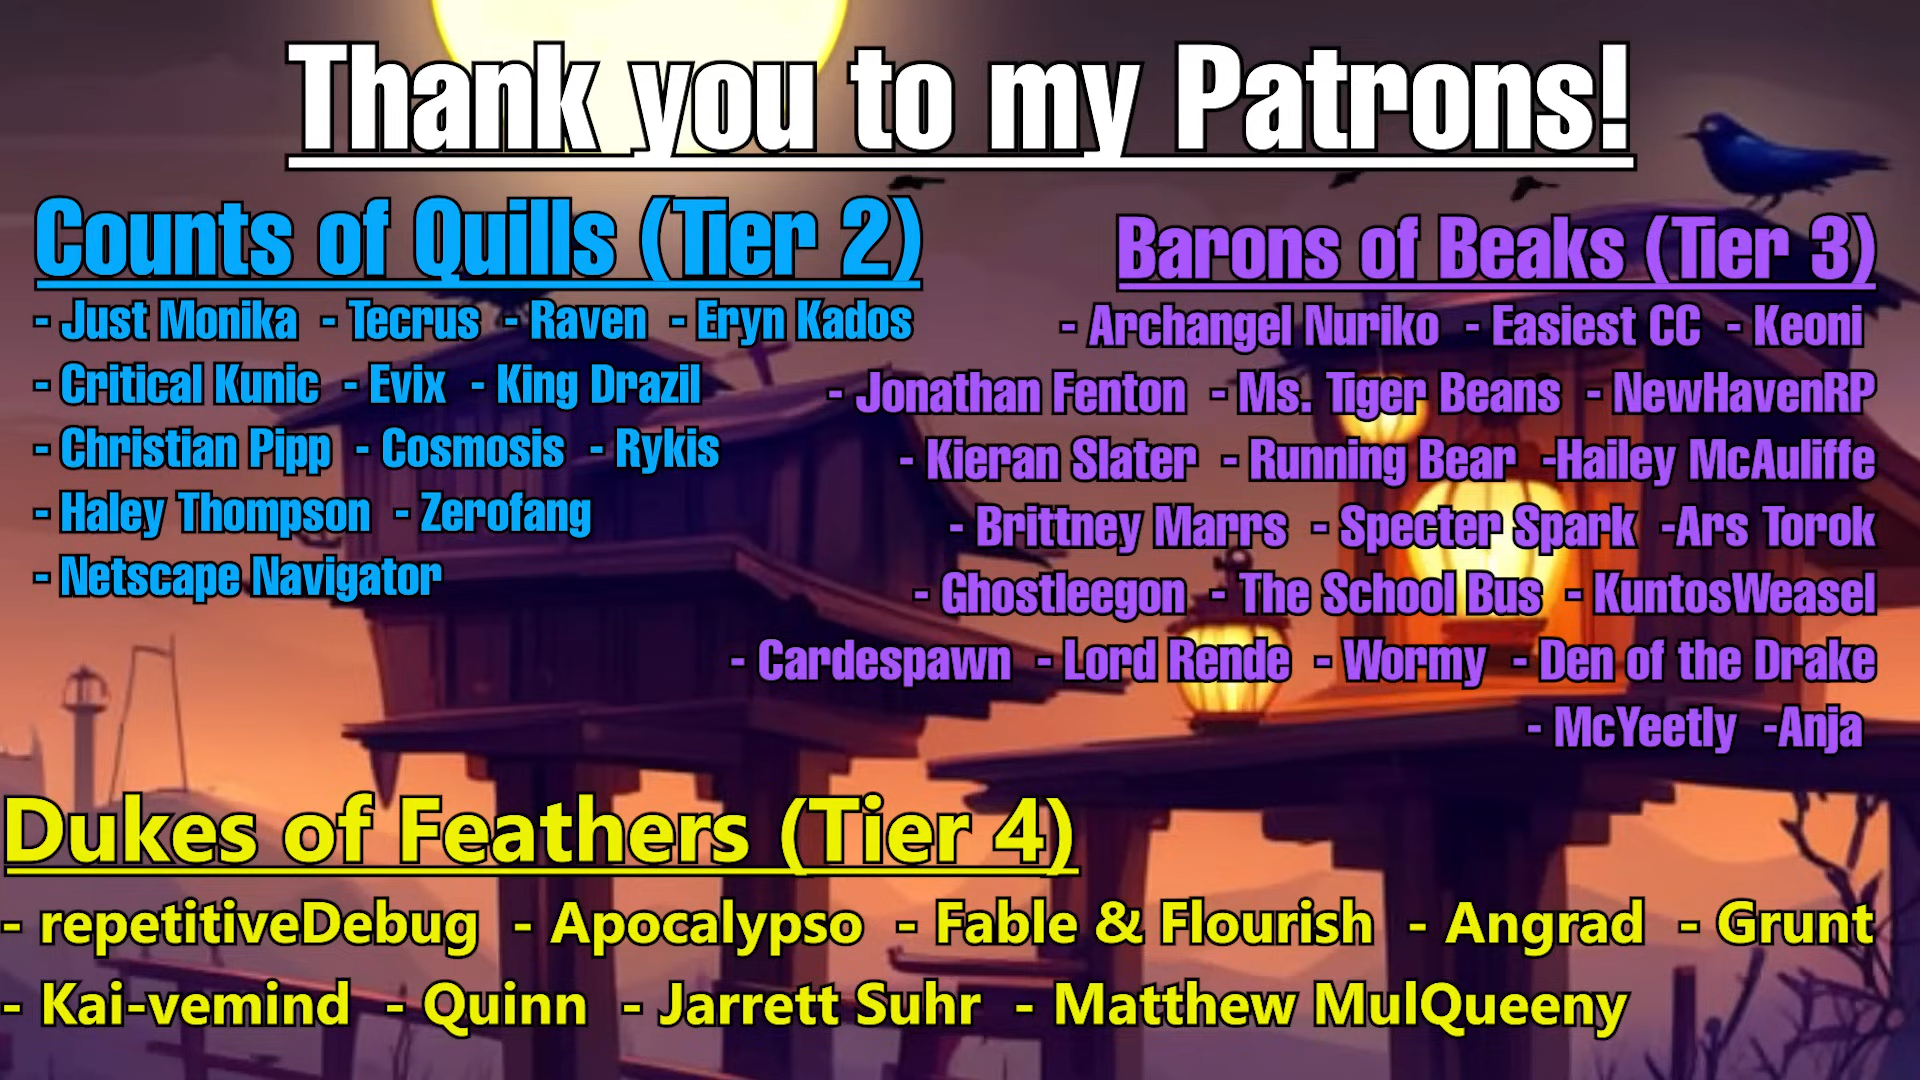 Thank you to my Patrons!
Counts of Quills (Tier 2)
- Just Monika - Tecrus - Raven - Eryn Kados
- Critical Kunic - Evix - King Drazil
- Christian Pipp - Cosmosis - Rykis
- Haley Thompson - Zerofang
- Netscape Navigator
Barons of Beaks (Tier 3)
- Archangel Nuriko - Easiest CC - Keoni
- Jonathan Fenton - Ms. Tiger Beans - NewHavenRP
- Kieran Slater - Running Bear -Hailey McAuliffe
- Brittney Marrs - Specter Spark -Ars Torok
- Ghostleegon - The School Bus - KuntosWeasel
- Cardespawn - Lord Rende - Wormy - Den of the Drake
- McYeetly -Anja
Dukes of Feathers (Tier 4)
- repetitiveDebug - Apocalypso - Fable & Flourish - Angrad - Grunt
- Kai-vemind - Quinn - Jarrett Suhr - Matthew MulQueeny